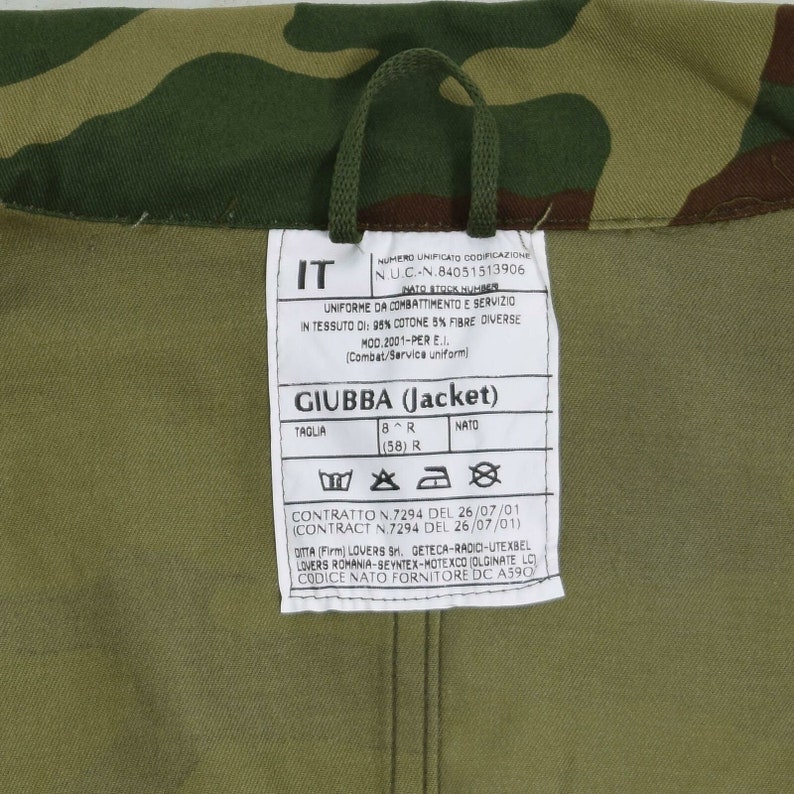 IT
NUMERO UNIFICATO CODIFICAZIONE
N.U.C.-N.84051513906
(NATO STOCK NUMBER)
UNIFORME DA COMBATTIMENTO E SERVIZIO
IN TESSUTO DI: 95% COTONE 5% FIBRE DIVERSE
MOD.2001-PER E.I.
(Combat/Service uniform)
GIUBBA (Jacket)
TAGLIA 8 ^ R NATO
(58) R
CONTRATTO N.7294 DEL 26/07/01
(CONTRACT N.7294 DEL 26/07/01)
DITTA (Firm) LOVERS Srl. GETECA-RADICI-UTEXBEL
LOVERS ROMANIA-SEYNTEX-MOTEXCO (OLGINATE LC)
CODICE NATO FORNITORE DC A590